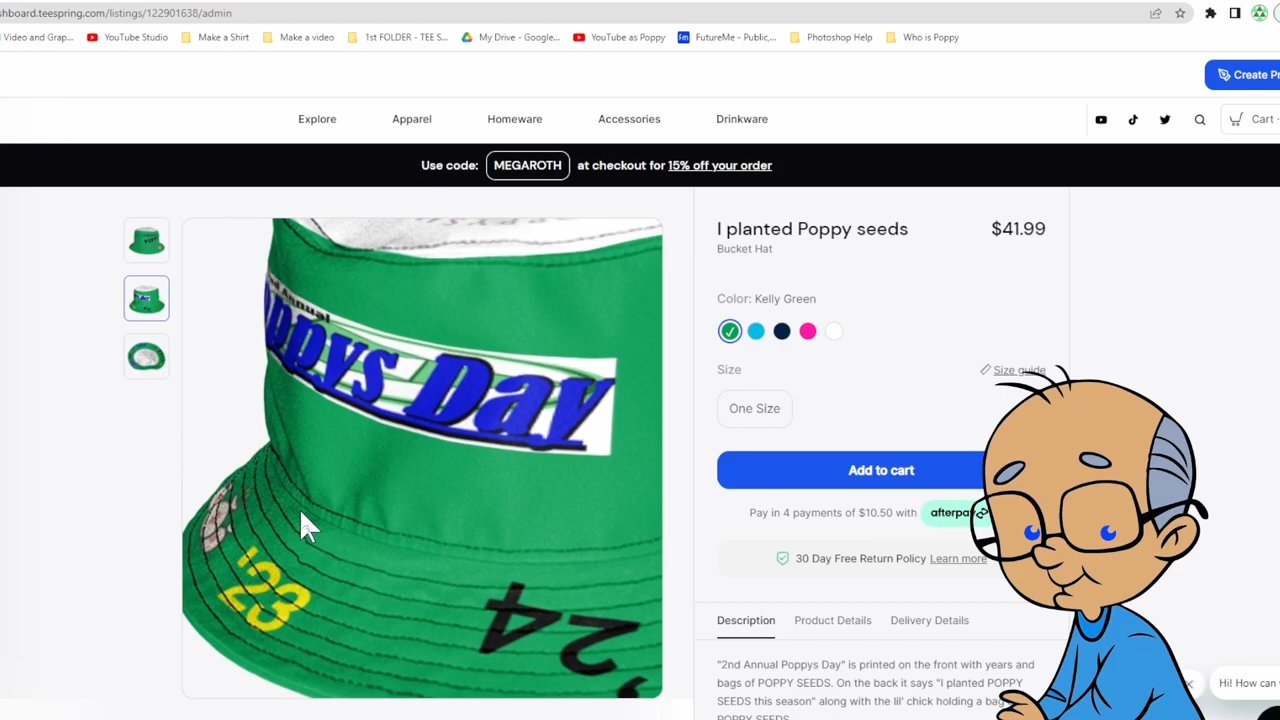 shboard.teespring.com/listings/122901638/admin
Video and Grap... YouTube Studio Make a Shirt Make a video 1st FOLDER - TEE S... My Drive - Google... YouTube as Poppy FutureMe - Public,... Photoshop Help Who is Poppy
Create Pr
Explore Apparel Homeware Accessories Drinkware Cart
Use code: MEGAROTH at checkout for 15% off your order
I planted Poppy seeds $41.99
Bucket Hat
Color: Kelly Green
Size Size guide
One Size
Add to cart
Pay in 4 payments of $10.50 with afterpay
30 Day Free Return Policy Learn more
Description Product Details Delivery Details
"2nd Annual Poppys Day" is printed on the front with years and
bags of POPPY SEEDS. On the back it says "I planted POPPY
SEEDS this season" along with the lil' chick holding a bag
POPPY SEEDS
Hi! How can
nd Annual
oppys Day
'23
24